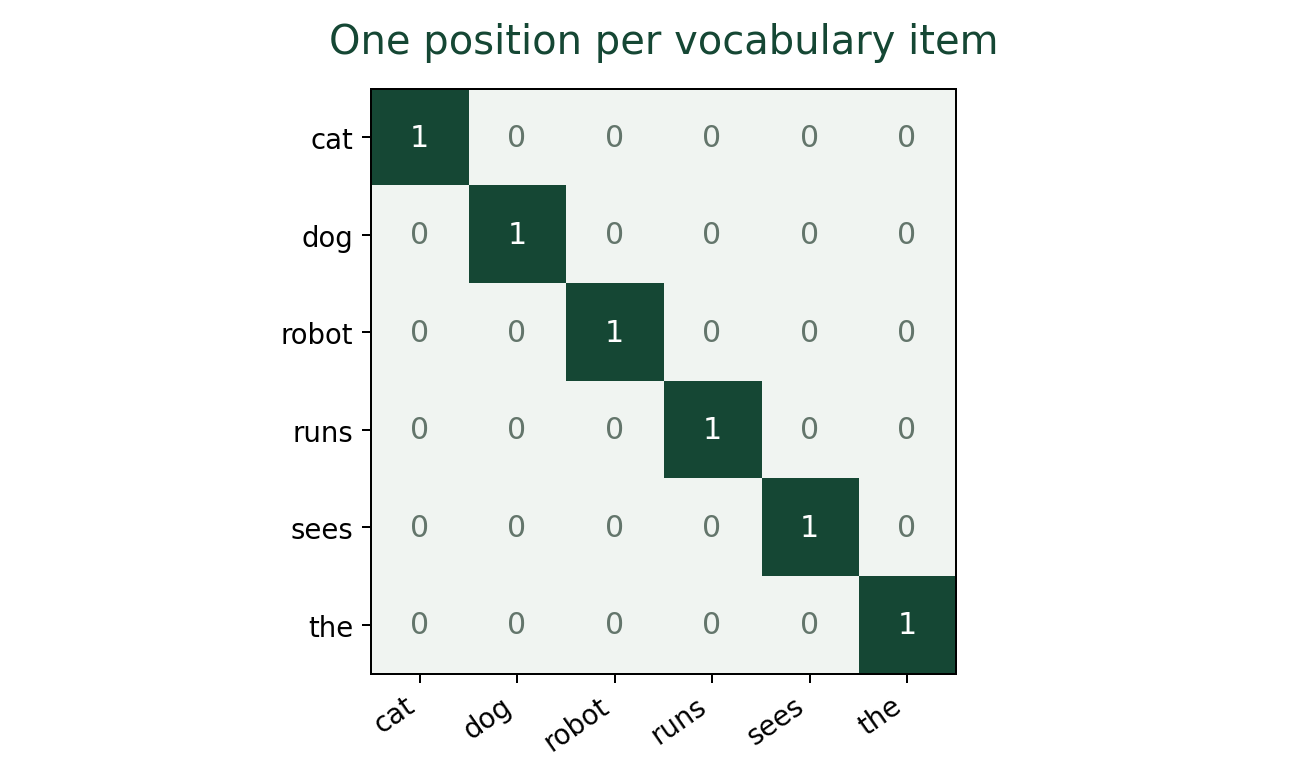 One position per vocabulary item
cat 1 0 0 0 0 0
dog 0 1 0 0 0 0
robot 0 0 1 0 0 0
runs 0 0 0 1 0 0
sees 0 0 0 0 1 0
the 0 0 0 0 0 1
cat dog robot runs sees the